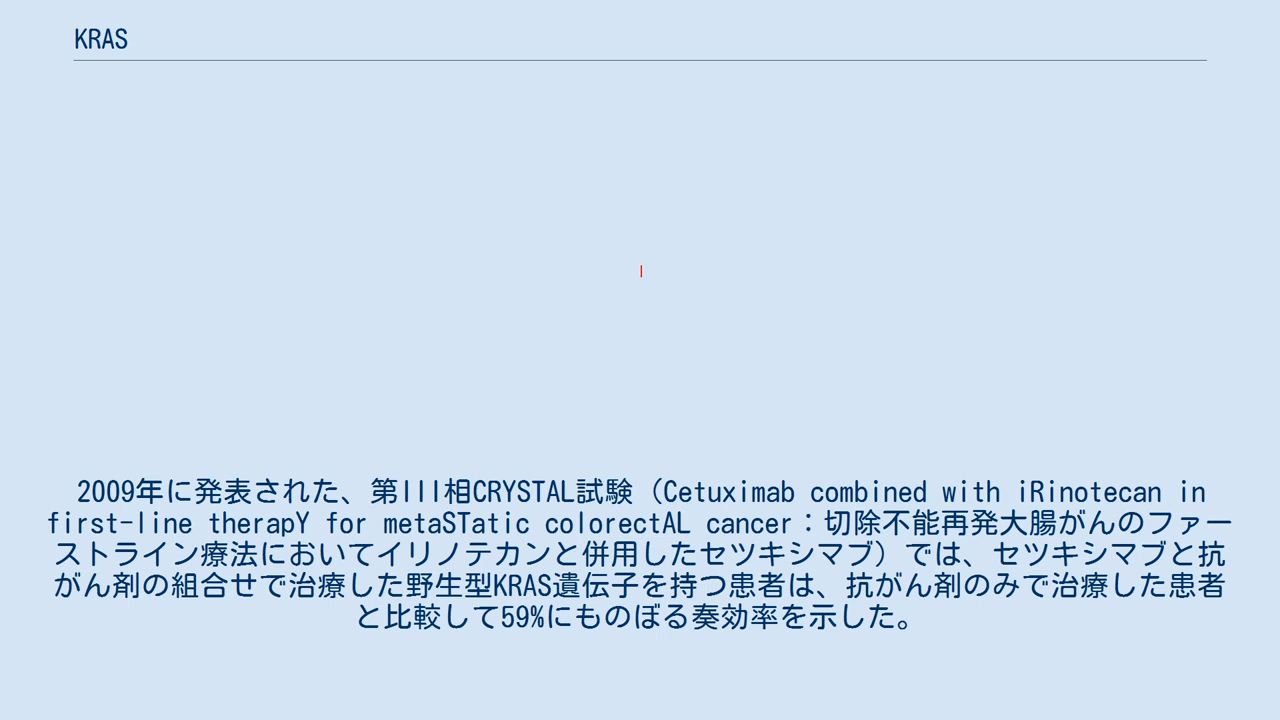 KRAS
2009年に発表された、第III相CRYSTAL試験（Cetuximab combined with iRinotecan in
first-line therapY for metaSTatic colorectAL cancer：切除不能再発大腸がんのファー
ストライン療法においてイリノテカンと併用したセツキシマブ）では、セツキシマブと抗
がん剤の組合せで治療した野生型KRAS遺伝子を持つ患者は、抗がん剤のみで治療した患者
と比較して59%にものぼる奏効率を示した。